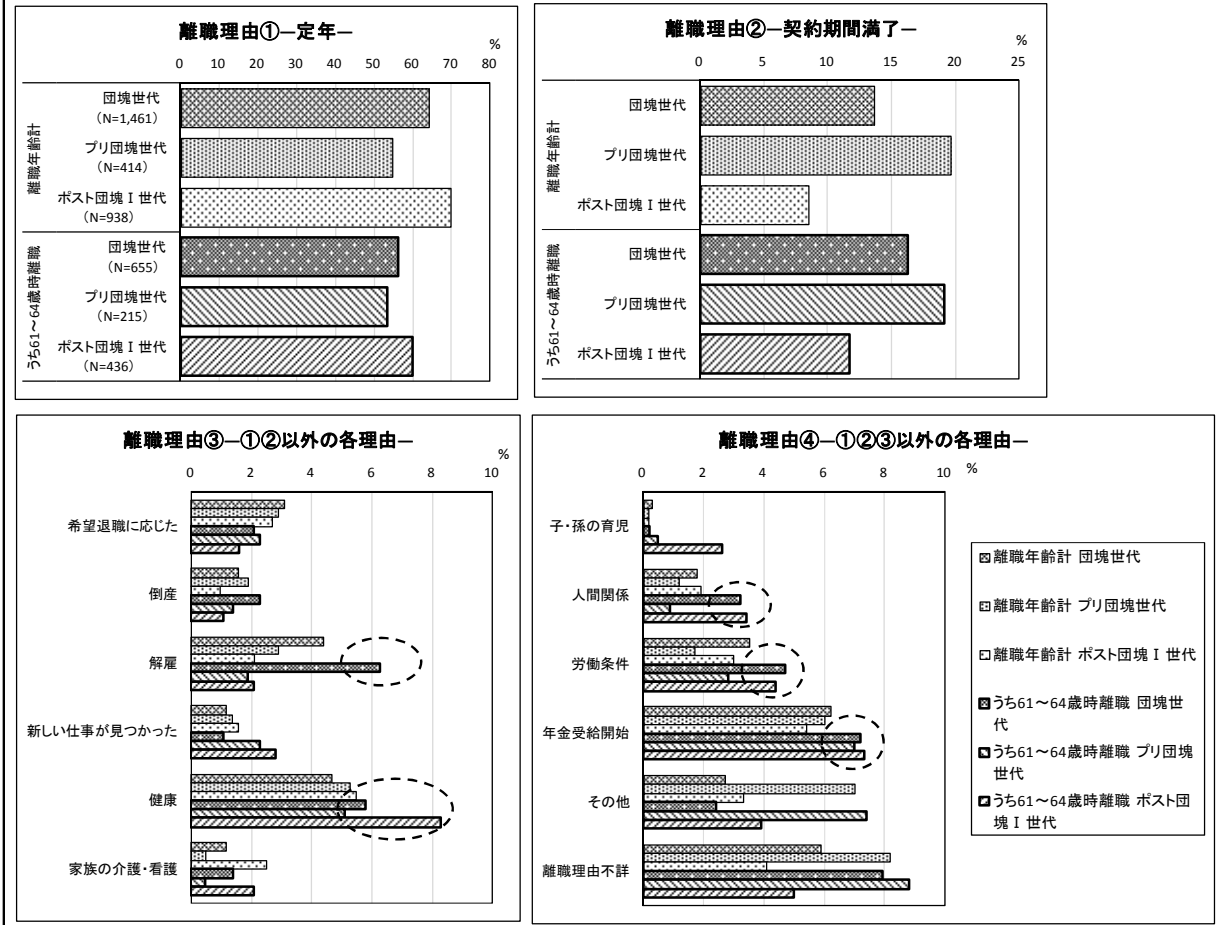 離職理由①―定年―
%
0 10 20 30 40 50 60 70 80
離職年齢計
団塊世代
(N=1,461)
プリ団塊世代
(N=414)
ポスト団塊Ⅰ世代
(N=938)
うち61～64歳時離職
団塊世代
(N=655)
プリ団塊世代
(N=215)
ポスト団塊Ⅰ世代
(N=436)
離職理由②―契約期間満了―
%
0 5 10 15 20 25
離職年齢計
団塊世代
プリ団塊世代
ポスト団塊Ⅰ世代
うち61～64歳時離職
団塊世代
プリ団塊世代
ポスト団塊Ⅰ世代
離職理由③―①②以外の各理由―
%
0 2 4 6 8 10
希望退職に応じた
倒産
解雇
新しい仕事が見つかった
健康
家族の介護・看護
離職理由④―①②③以外の各理由―
0 2 4 6 8 10 %
子・孫の育児
人間関係
労働条件
年金受給開始
その他
離職理由不詳
離職年齢計 団塊世代
離職年齢計 プリ団塊世代
離職年齢計 ポスト団塊Ⅰ世代
うち61～64歳時離職 団塊世
代
うち61～64歳時離職 プリ団塊
世代
うち61～64歳時離職 ポスト団
塊Ⅰ世代